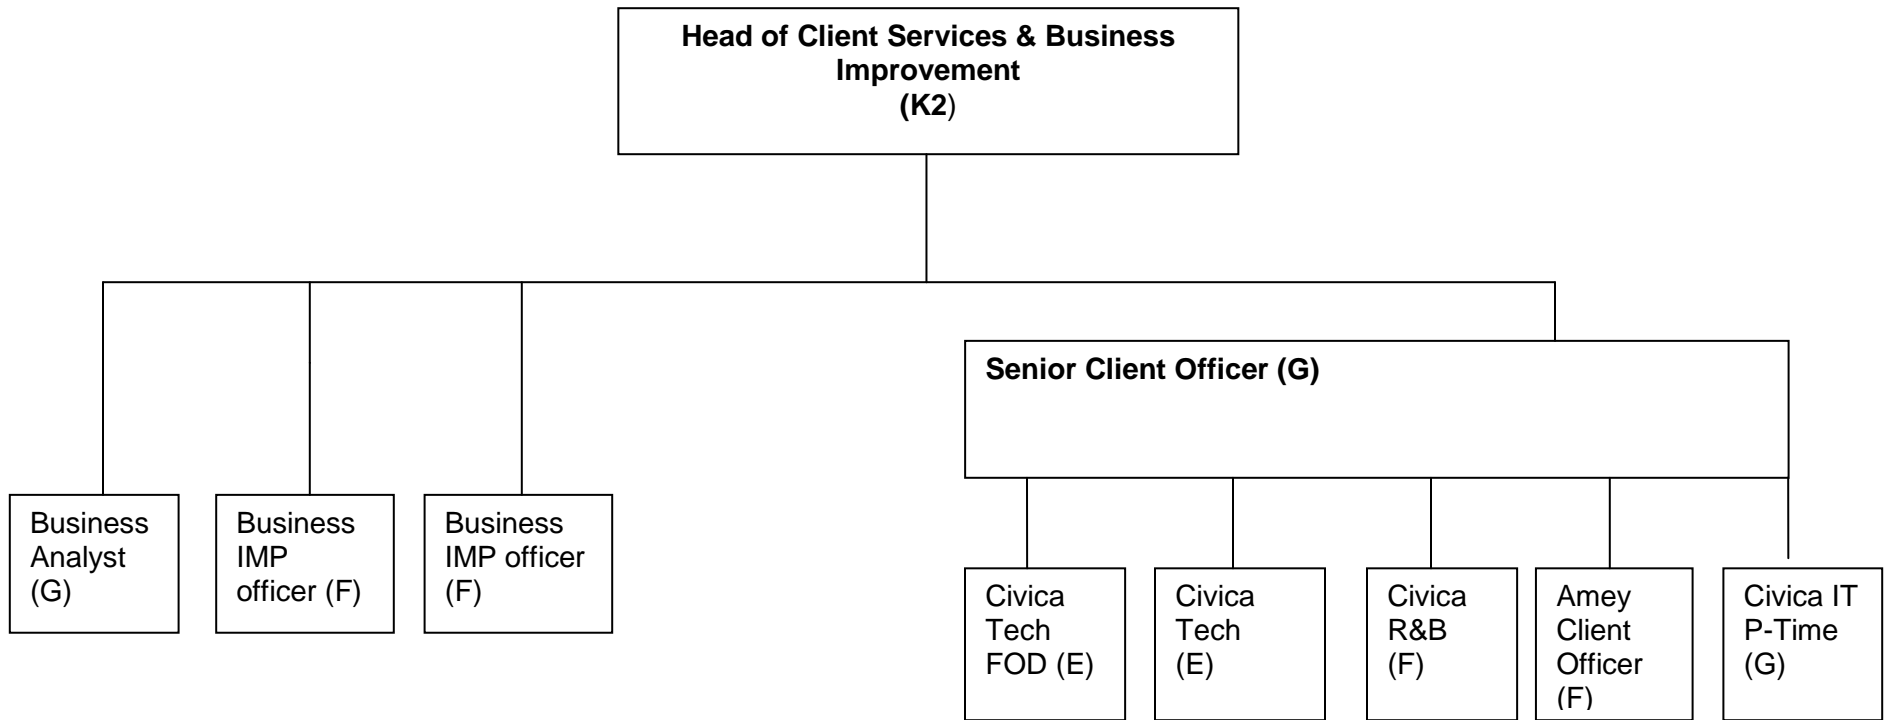 Head of Client Services & Business
Improvement
(K2)
Senior Client Officer (G)
Business
Analyst
(G)
Business
IMP
officer (F)
Business
IMP officer
(F)
Civica
Tech
FOD (E)
Civica
Tech
(E)
Civica
R&B
(F)
Amey
Client
Officer
(F)
Civica IT
P-Time
(G)